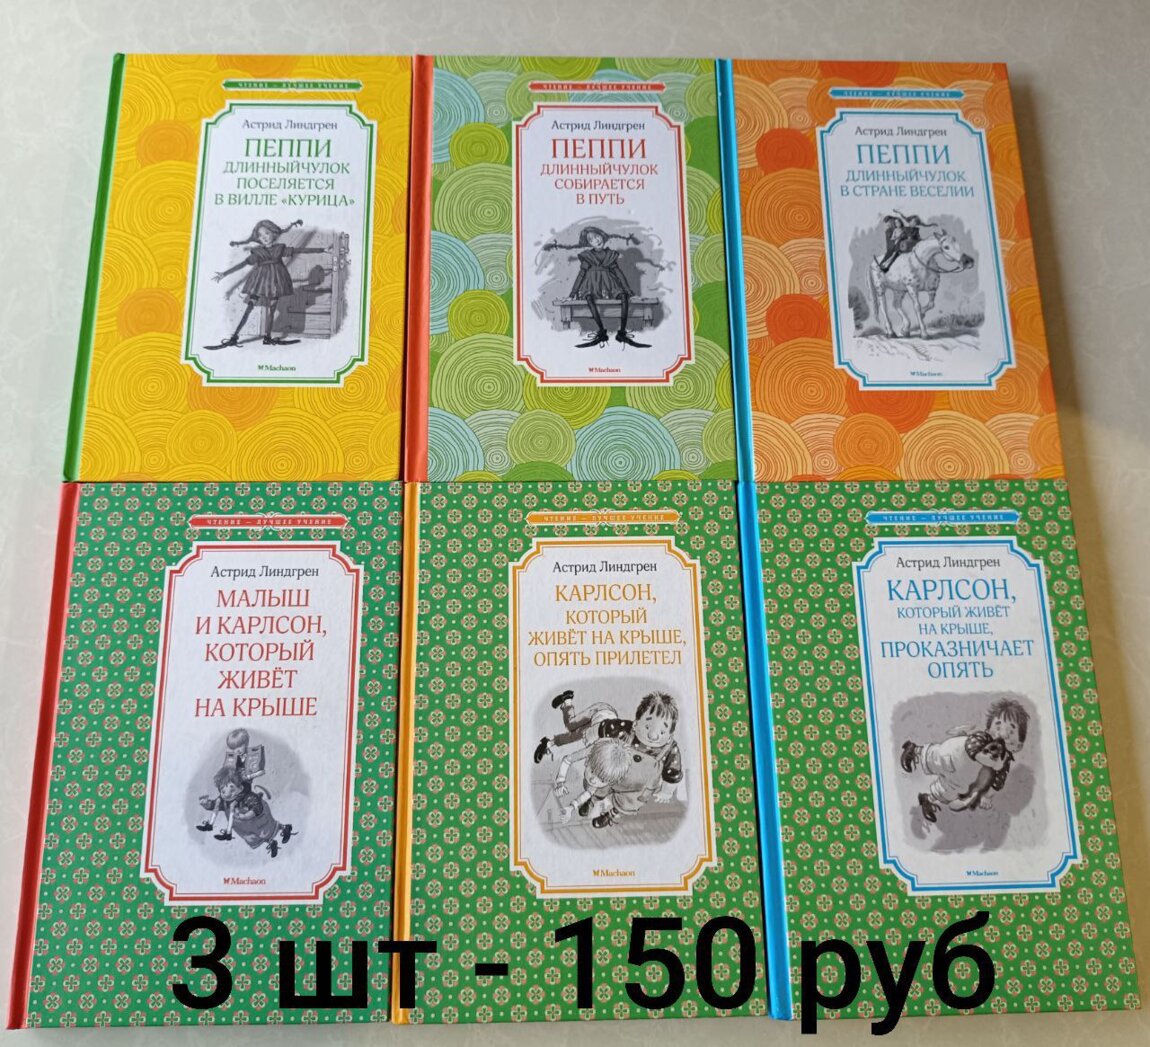 ЧТЕНИЕ – ЛУЧШЕЕ УЧЕНИЕ
Астрид Линдгрен
ПЕППИ
ДЛИННЫЙЧУЛОК
ПОСЕЛЯЕТСЯ
В ВИЛЛЕ «КУРИЦА»
Machaon
ЧТЕНИЕ – ЛУЧШЕЕ УЧЕНИЕ
Астрид Линдгрен
ПЕППИ
ДЛИННЫЙЧУЛОК
СОБИРАЕТСЯ
В ПУТЬ
Machaon
ЧТЕНИЕ – ЛУЧШЕЕ УЧЕНИЕ
Астрид Линдгрен
ПЕППИ
ДЛИННЫЙЧУЛОК
В СТРАНЕ ВЕСЕЛИИ
Machaon
ЧТЕНИЕ – ЛУЧШЕЕ УЧЕНИЕ
Астрид Линдгрен
МАЛЫШ
И КАРЛСОН,
КОТОРЫЙ
ЖИВЁТ
НА КРЫШЕ
Machaon
ЧТЕНИЕ – ЛУЧШЕЕ УЧЕНИЕ
Астрид Линдгрен
КАРЛСОН,
КОТОРЫЙ
ЖИВЁТ НА КРЫШЕ,
ОПЯТЬ ПРИЛЕТЕЛ
Machaon
ЧТЕНИЕ – ЛУЧШЕЕ УЧЕНИЕ
Астрид Линдгрен
КАРЛСОН,
КОТОРЫЙ ЖИВЁТ
НА КРЫШЕ,
ПРОКАЗНИЧАЕТ
ОПЯТЬ
Machaon
3 шт - 150 руб